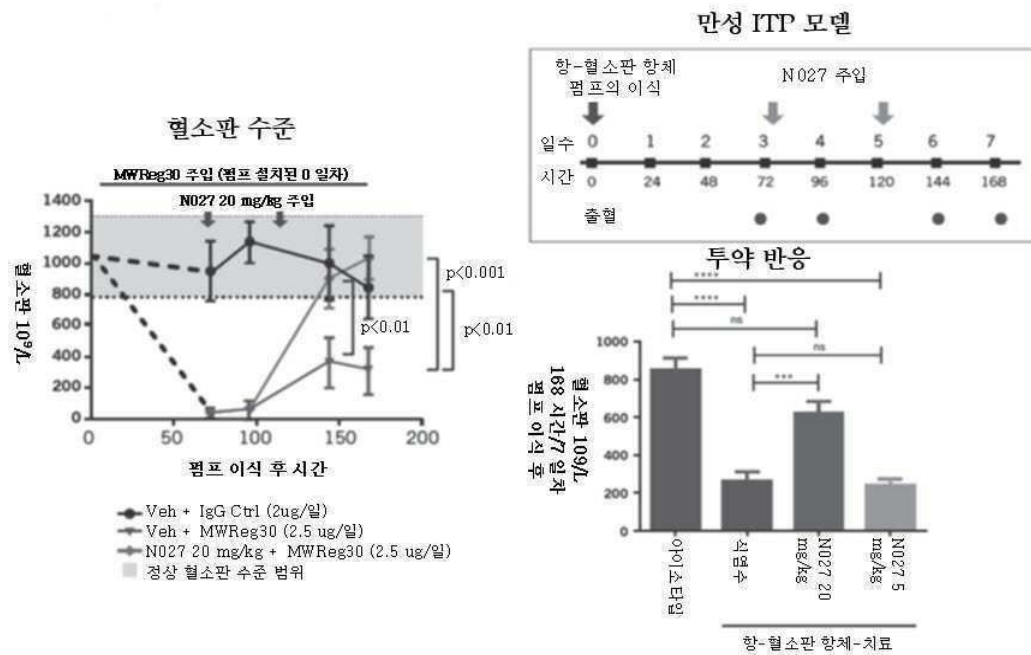 만성 ITP 모델
항-혈소판 항체
펌프의 이식
N027 주입
일수 0 1 2 3 4 5 6 7
시간 0 24 48 72 96 120 144 168
출혈
혈소판 수준
MWReg30 주입 (펌프 설치된 0 일차)
N027 20 mg/kg 주입
1400
1200
1000
800
600
400
200
0
혈소판 10⁹/L
0 50 100 150 200
펌프 이식 후 시간
p<0.001
p<0.01
p<0.01
Veh + IgG Ctrl (2ug/일)
Veh + MWReg30 (2.5 ug/일)
N027 20 mg/kg + MWReg30 (2.5 ug/일)
정상 혈소판 수준 범위
투약 반응
****
****
ns
ns
***
1000
800
600
400
200
0
혈소판 109/L
168 시간/7 일차
펌프 이식 후
아이소타입
식염수
N027 20
mg/kg
N027 5
mg/kg
항-혈소판 항체-치료